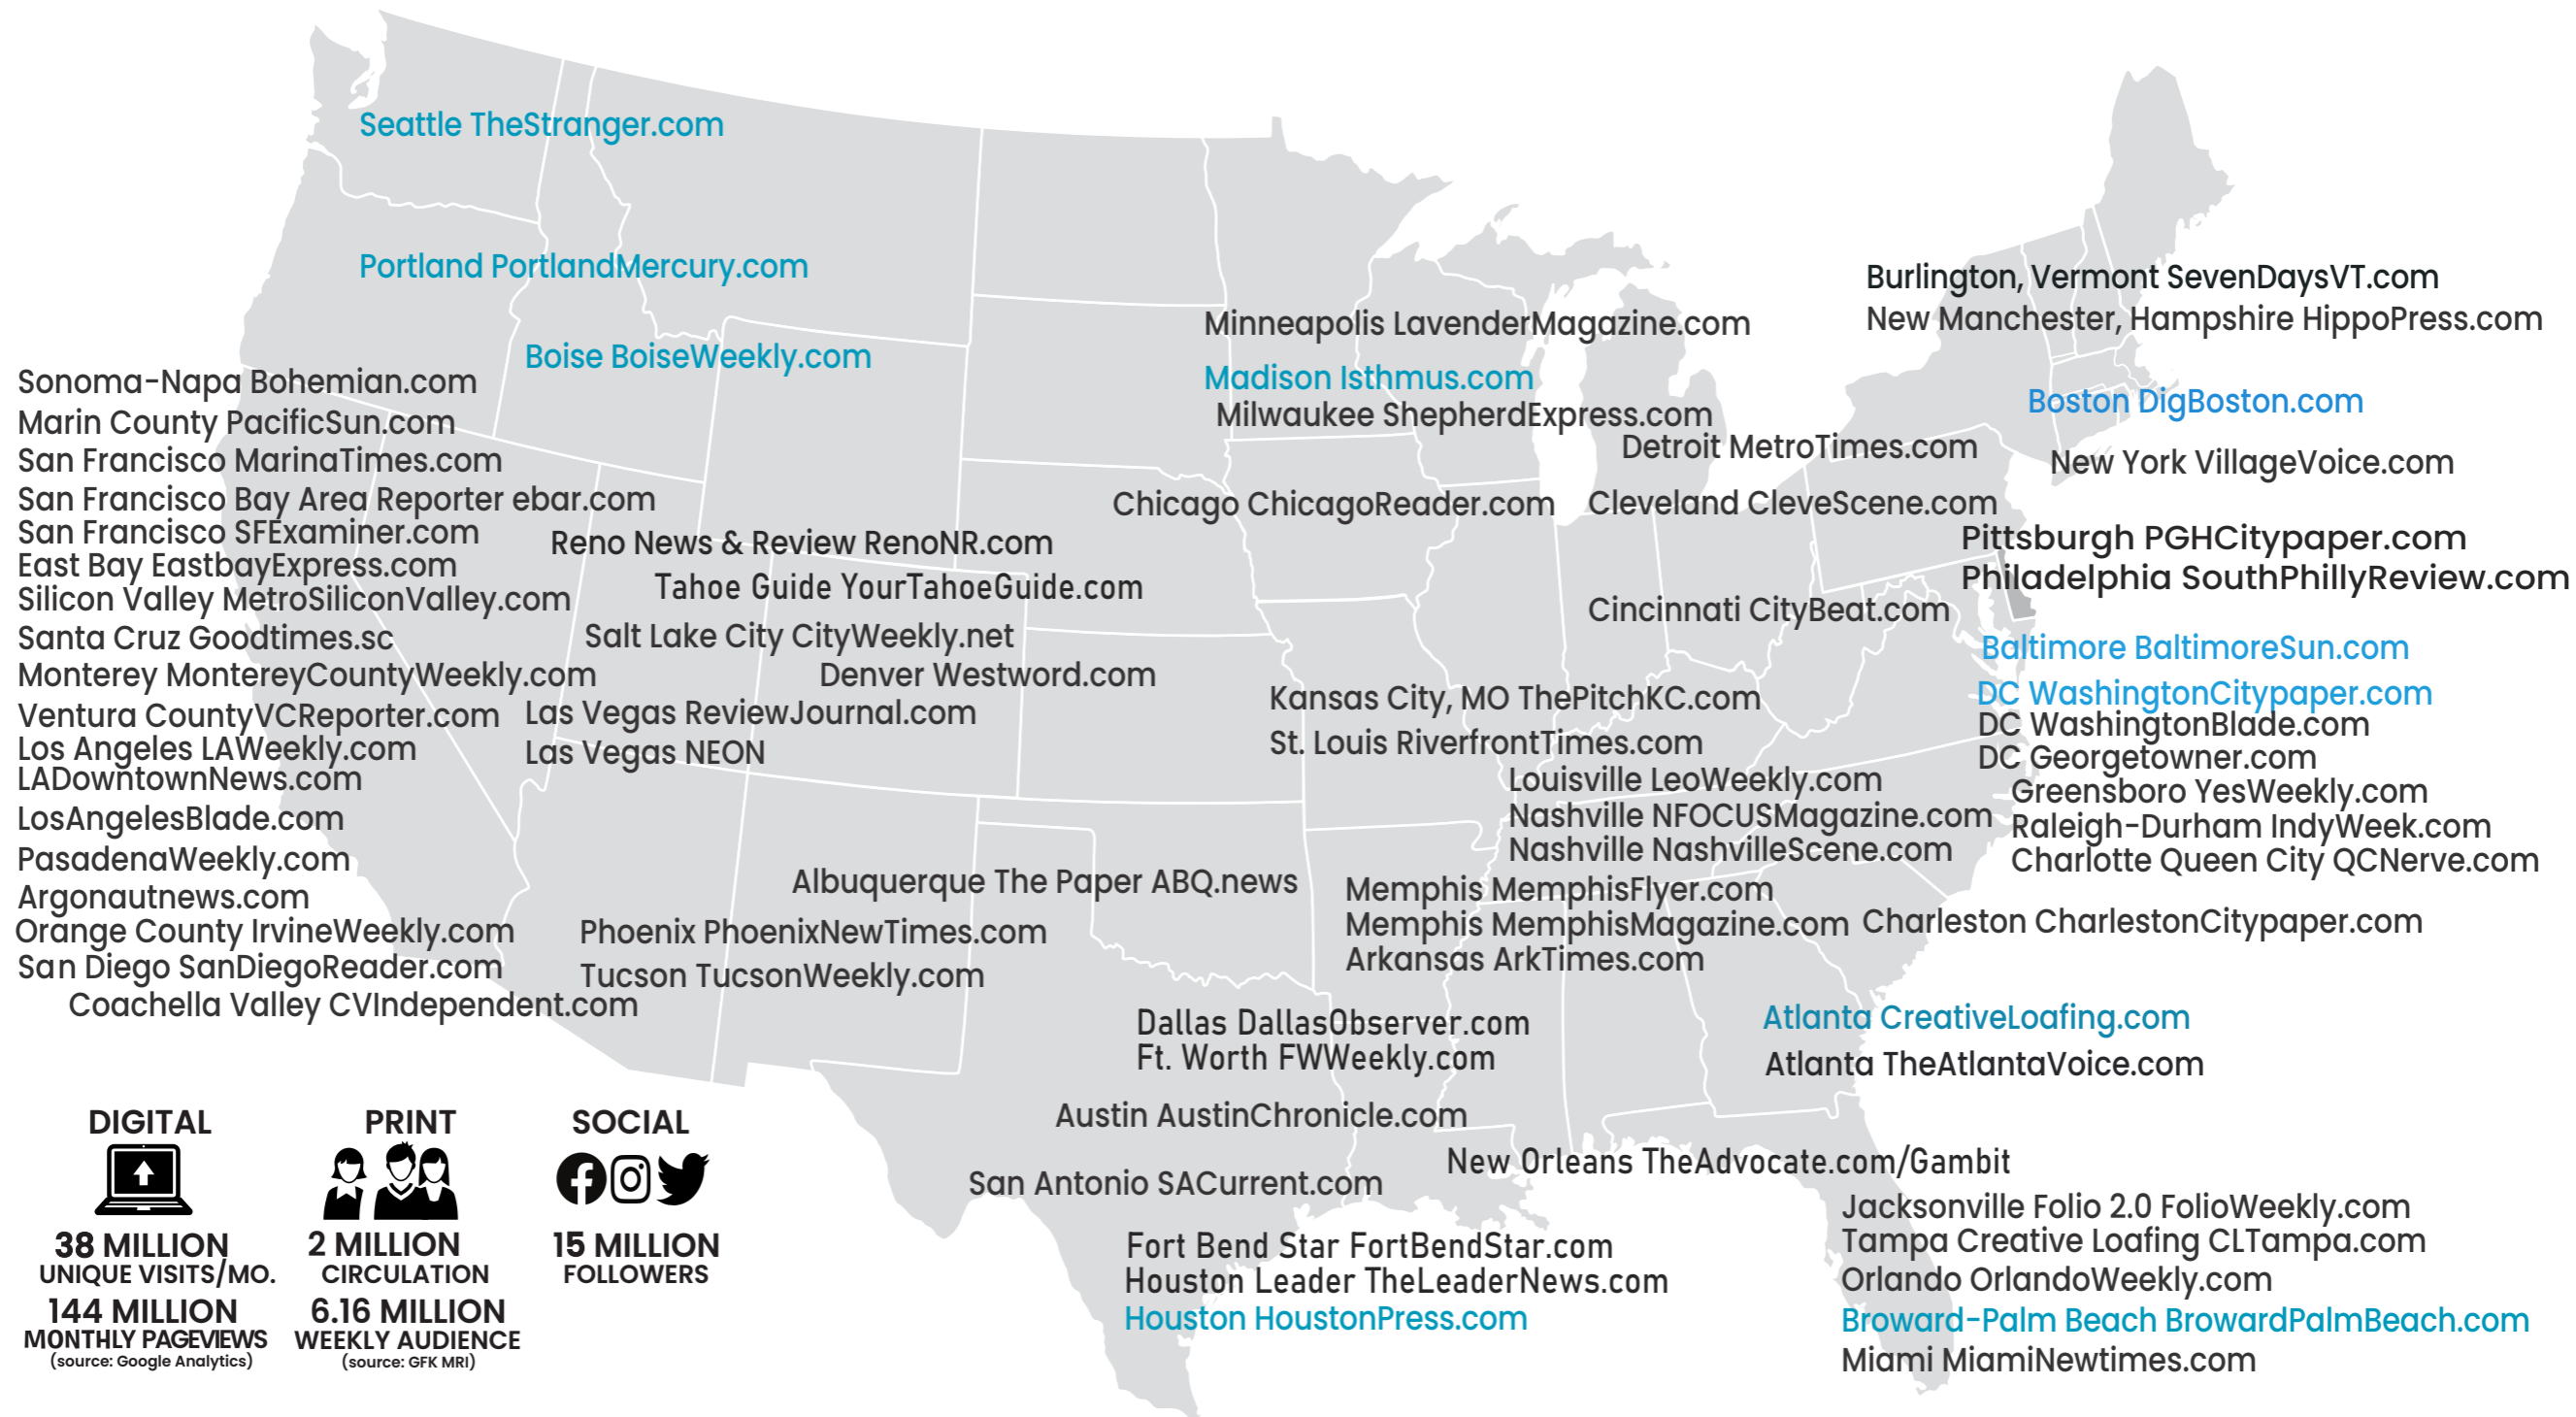 Seattle TheStranger.com
Portland PortlandMercury.com
Boise BoiseWeekly.com
Sonoma-Napa Bohemian.com
Marin County PacificSun.com
San Francisco MarinaTimes.com
San Francisco Bay Area Reporter ebar.com
San Francisco SFExaminer.com
East Bay EastbayExpress.com
Silicon Valley MetroSiliconValley.com
Santa Cruz Goodtimes.sc
Monterey MontereyCountyWeekly.com
Ventura CountyVCReporter.com
Los Angeles LAWeekly.com
LADowntownNews.com
LosAngelesBlade.com
PasadenaWeekly.com
Argonautnews.com
Orange County IrvineWeekly.com
San Diego SanDiegoReader.com
Coachella Valley CVIndependent.com
Reno News & Review RenoNR.com
Tahoe Guide YourTahoeGuide.com
Salt Lake City CityWeekly.net
Denver Westword.com
Las Vegas ReviewJournal.com
Las Vegas NEON
Albuquerque The Paper ABQ.news
Phoenix PhoenixNewTimes.com
Tucson TucsonWeekly.com
Minneapolis LavenderMagazine.com
Madison Isthmus.com
Milwaukee ShepherdExpress.com
Detroit MetroTimes.com
Chicago ChicagoReader.com
Cleveland CleveScene.com
Cincinnati CityBeat.com
Kansas City, MO ThePitchKC.com
St. Louis RiverfrontTimes.com
Louisville LeoWeekly.com
Nashville NFOCUSMagazine.com
Nashville NashvilleScene.com
Memphis MemphisFlyer.com
Memphis MemphisMagazine.com
Arkansas ArkTimes.com
Dallas DallasObserver.com
Ft. Worth FWWeekly.com
Austin AustinChronicle.com
San Antonio SACurrent.com
Fort Bend Star FortBendStar.com
Houston Leader TheLeaderNews.com
Houston HoustonPress.com
New Orleans TheAdvocate.com/Gambit
Burlington, Vermont SevenDaysVT.com
New Manchester, Hampshire HippoPress.com
Boston DigBoston.com
New York VillageVoice.com
Pittsburgh PGHCitypaper.com
Philadelphia SouthPhillyReview.com
Baltimore BaltimoreSun.com
DC WashingtonCitypaper.com
DC WashingtonBlade.com
DC Georgetowner.com
Greensboro YesWeekly.com
Raleigh-Durham IndyWeek.com
Charlotte Queen City QCNerve.com
Charleston CharlestonCitypaper.com
Atlanta CreativeLoafing.com
Atlanta TheAtlantaVoice.com
Jacksonville Folio 2.0 FolioWeekly.com
Tampa Creative Loafing CLTampa.com
Orlando OrlandoWeekly.com
Broward-Palm Beach BrowardPalmBeach.com
Miami MiamiNewtimes.com
DIGITAL
38 MILLION
UNIQUE VISITS/MO.
144 MILLION
MONTHLY PAGEVIEWS
(source: Google Analytics)
PRINT
2 MILLION
CIRCULATION
6.16 MILLION
WEEKLY AUDIENCE
(source: GFK MRI)
SOCIAL
15 MILLION
FOLLOWERS